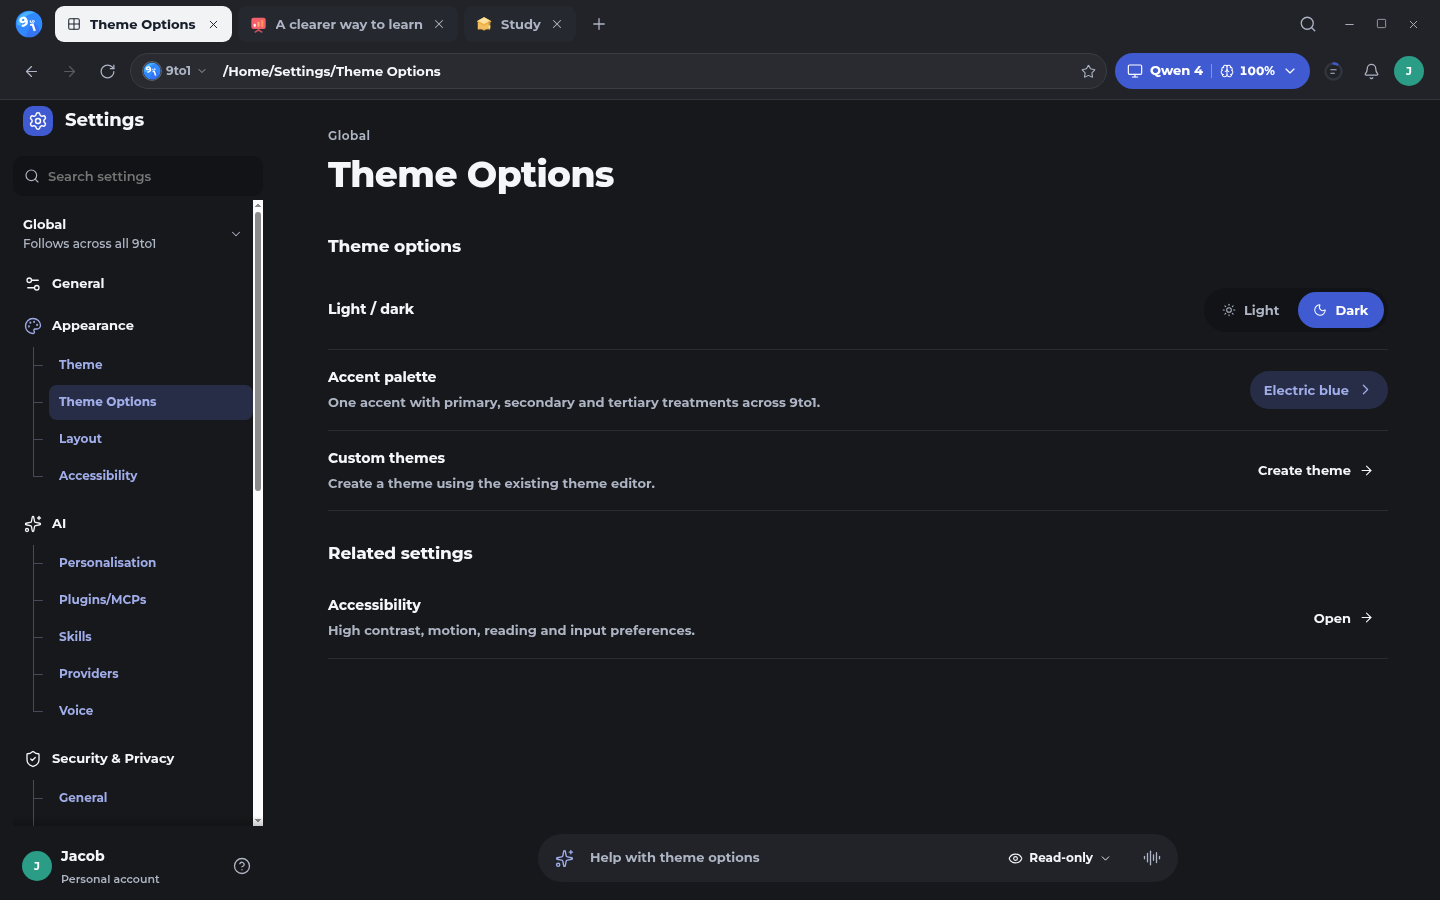 Theme Options
A clearer way to learn
Study
9to1
/Home/Settings/Theme Options
Qwen 4
100%
J
Settings
Search settings
Global
Follows across all 9to1
General
Appearance
Theme
Theme Options
Layout
Accessibility
AI
Personalisation
Plugins/MCPs
Skills
Providers
Voice
Security & Privacy
General
J
Jacob
Personal account
Global
Theme Options
Theme options
Light / dark
Light
Dark
Accent palette
One accent with primary, secondary and tertiary treatments across 9to1.
Electric blue
Custom themes
Create a theme using the existing theme editor.
Create theme
Related settings
Accessibility
High contrast, motion, reading and input preferences.
Open
Help with theme options
Read-only